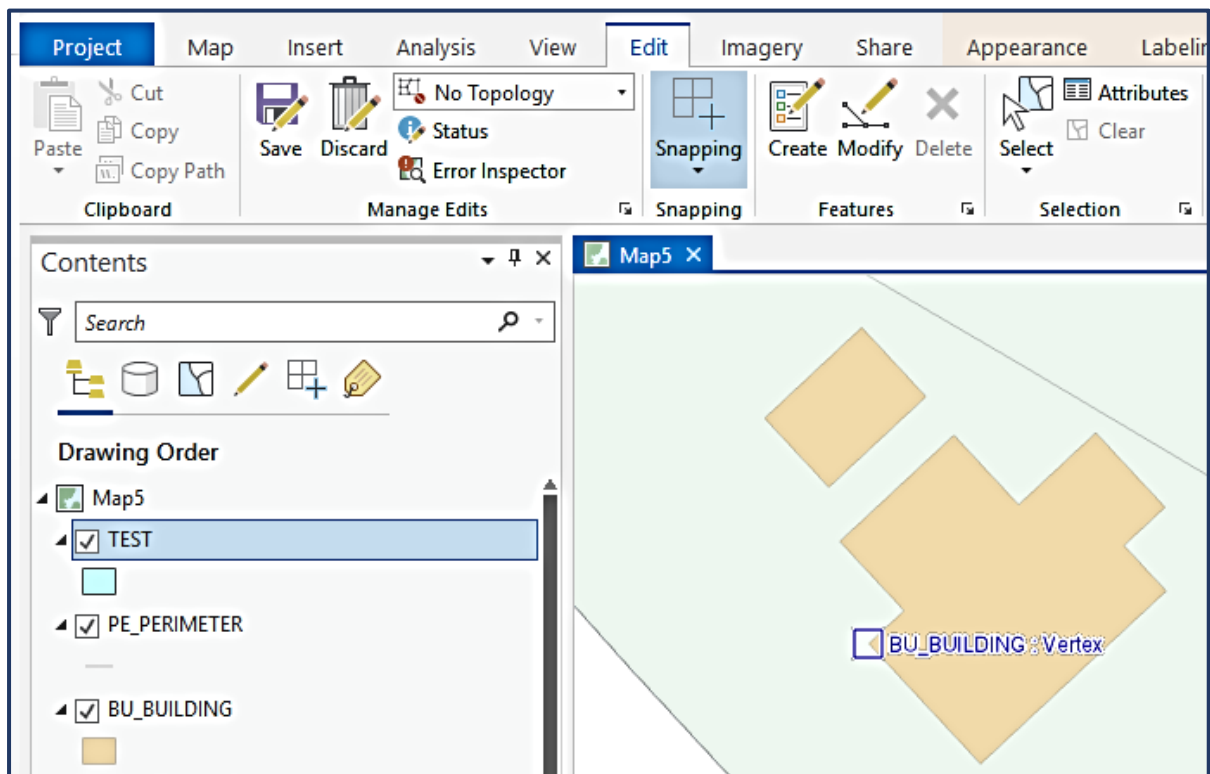 Project Map Insert Analysis View Edit Imagery Share Appearance Labelin
Cut
Copy
Copy Path
Paste
Clipboard
Save Discard
No Topology
Status
Error Inspector
Manage Edits
Snapping
Snapping
Create Modify Delete
Features
Select
Attributes
Clear
Selection
Contents
Search
Drawing Order
Map5
TEST
PE_PERIMETER
BU_BUILDING
Map5
BU_BUILDING : Vertex